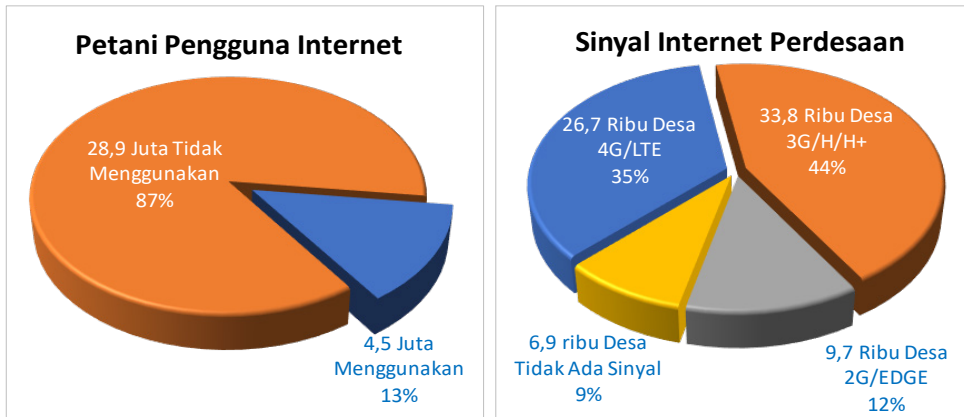 Petani Pengguna Internet
28,9 Juta Tidak
Menggunakan
87%
4,5 Juta
Menggunakan
13%
Sinyal Internet Perdesaan
26,7 Ribu Desa
4G/LTE
35%
33,8 Ribu Desa
3G/H/H+
44%
6,9 ribu Desa
Tidak Ada Sinyal
9%
9,7 Ribu Desa
2G/EDGE
12%